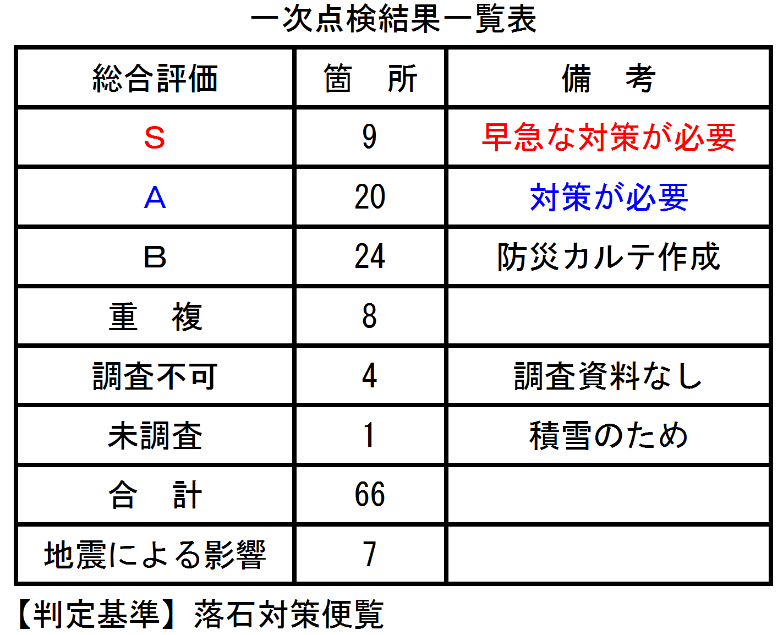 一次点検結果一覧表
総合評価 箇 所 備 考
S 9 早急な対策が必要
A 20 対策が必要
B 24 防災カルテ作成
重 複 8
調査不可 4 調査資料なし
未調査 1 積雪のため
合 計 66
地震による影響 7
【判定基準】落石対策便覧